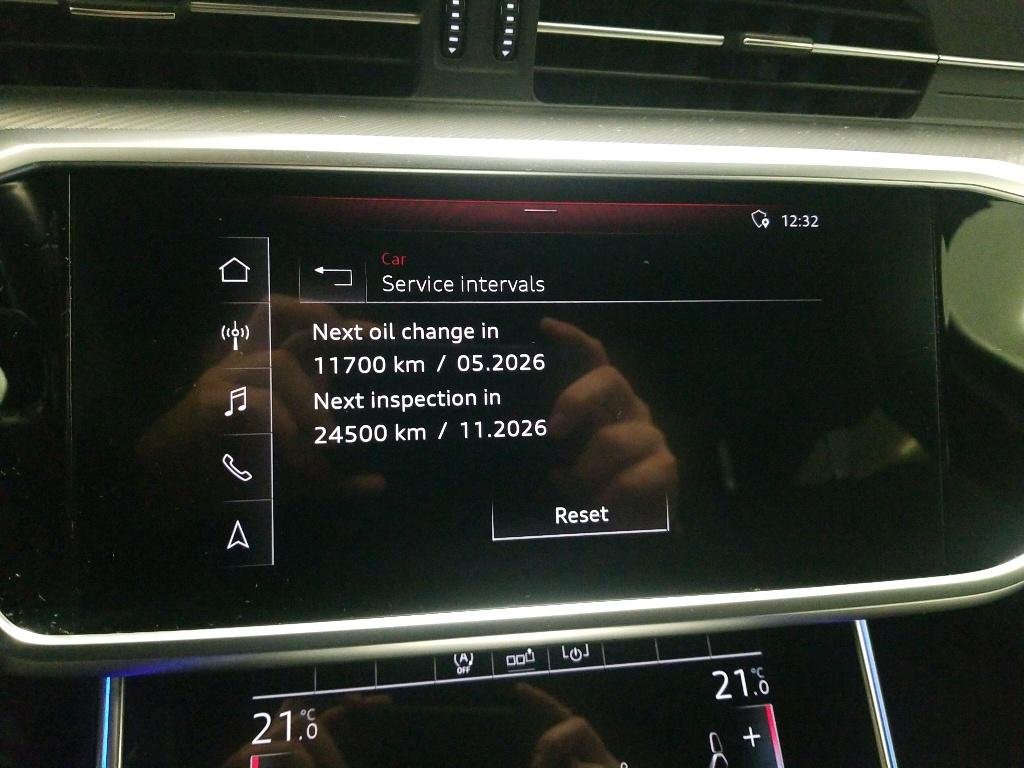 12:32
Car
Service intervals
Next oil change in
11700 km / 05.2026
Next inspection in
24500 km / 11.2026
Reset
(A)
OFF
21.0 °C
21.0 °C
+